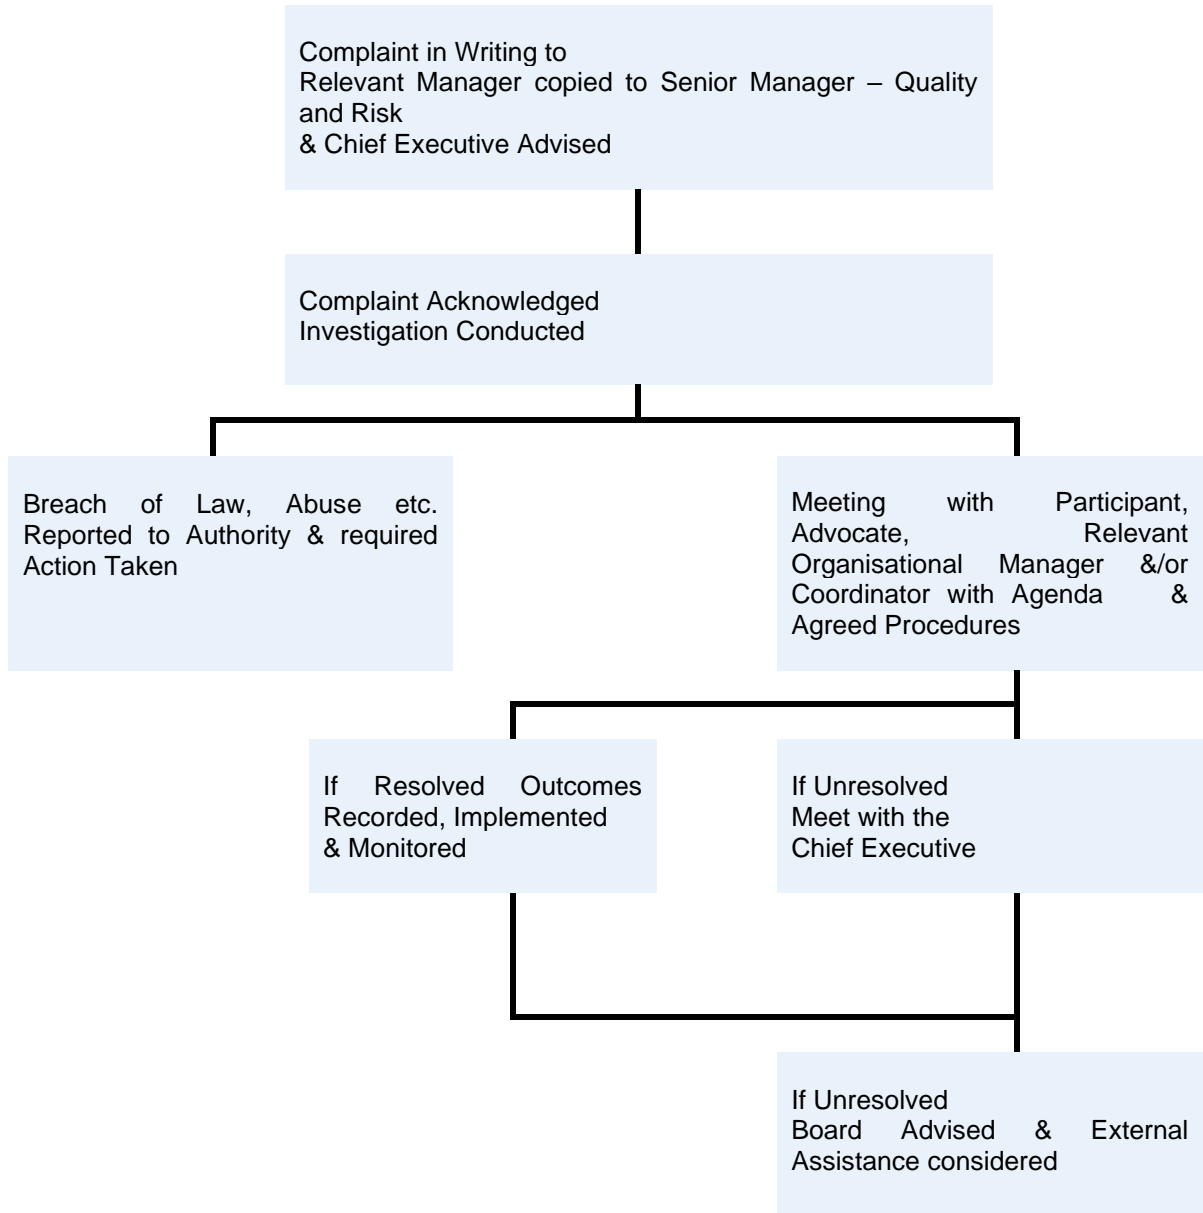 Complaint in Writing to
Relevant Manager copied to Senior Manager – Quality
and Risk
& Chief Executive Advised
Complaint Acknowledged
Investigation Conducted
Breach of Law, Abuse etc.
Reported to Authority & required
Action Taken
Meeting with Participant,
Advocate, Relevant
Organisational Manager &/or
Coordinator with Agenda &
Agreed Procedures
If Resolved Outcomes
Recorded, Implemented
& Monitored
If Unresolved
Meet with the
Chief Executive
If Unresolved
Board Advised & External
Assistance considered